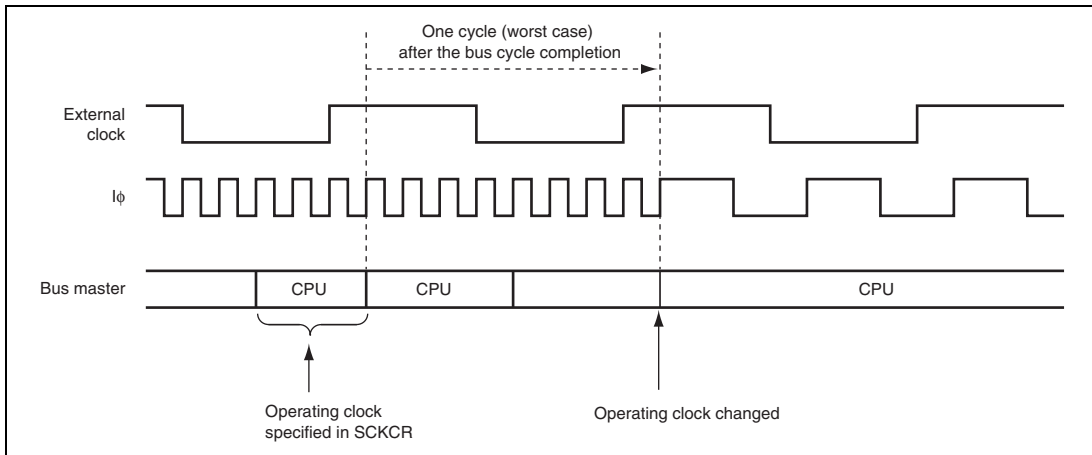 One cycle (worst case)
after the bus cycle completion
External
clock
Iϕ
Bus master
CPU
CPU
CPU
Operating clock
specified in SCKCR
Operating clock changed